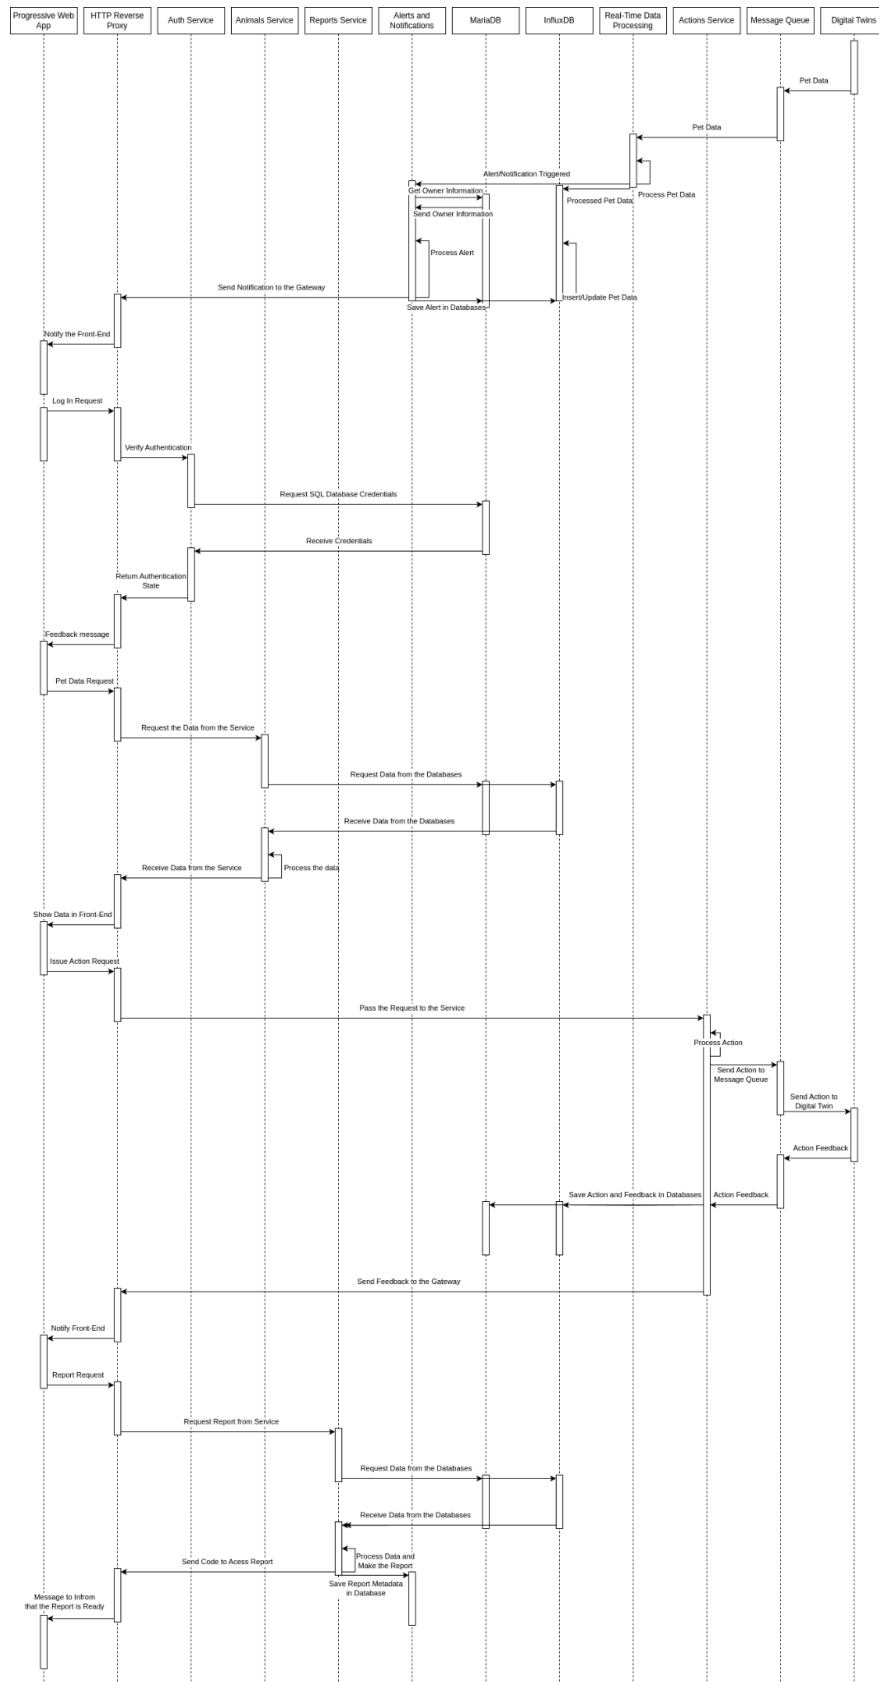 Progressive Web
App
HTTP Reverse
Proxy
Auth Service
Animals Service
Reports Service
Alerts and
Notifications
MariaDB
InfluxDB
Real-Time Data
Processing
Actions Service
Message Queue
Digital Twins
Pet Data
Pet Data
Alert/Notification Triggered
Get Owner Information
Process Pet Data
Processed Pet Data
Send Owner Information
Process Alert
Send Notification to the Gateway
Insert/Update Pet Data
Save Alert in Databases
Notify the Front-End
Log In Request
Verify Authentication
Request SQL Database Credentials
Receive Credentials
Return Authentication
State
Feedback message
Pet Data Request
Request the Data from the Service
Request Data from the Databases
Receive Data from the Databases
Process the data
Receive Data from the Service
Show Data in Front-End
Issue Action Request
Pass the Request to the Service
Process Action
Send Action to
Message Queue
Send Action to
Digital Twin
Action Feedback
Action Feedback
Save Action and Feedback in Databases
Send Feedback to the Gateway
Notify Front-End
Report Request
Request Report from Service
Request Data from the Databases
Receive Data from the Databases
Process Data and
Make the Report
Send Code to Acess Report
Save Report Metadata
in Database
Message to Infrom
that the Report is Ready